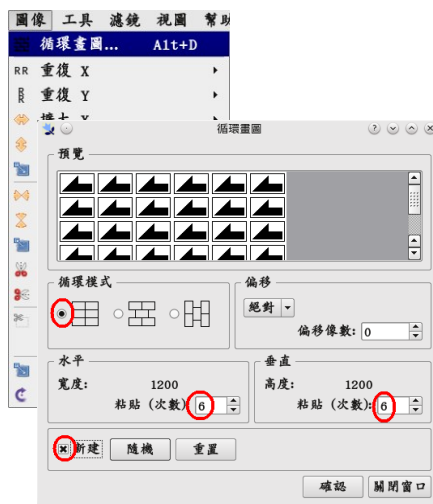 圖像 工具 濾鏡 視圖
循環畫圖... Alt+D
RR 重復 X
RR 重復 Y
循環畫圖
預覽
循環模式
偏移
絕對
偏移像數: 0
水平
寬度: 1200
粘貼 (次數): 6
垂直
高度: 1200
粘貼 (次數): 6
新建 隨機 重置
確認 關閉窗口